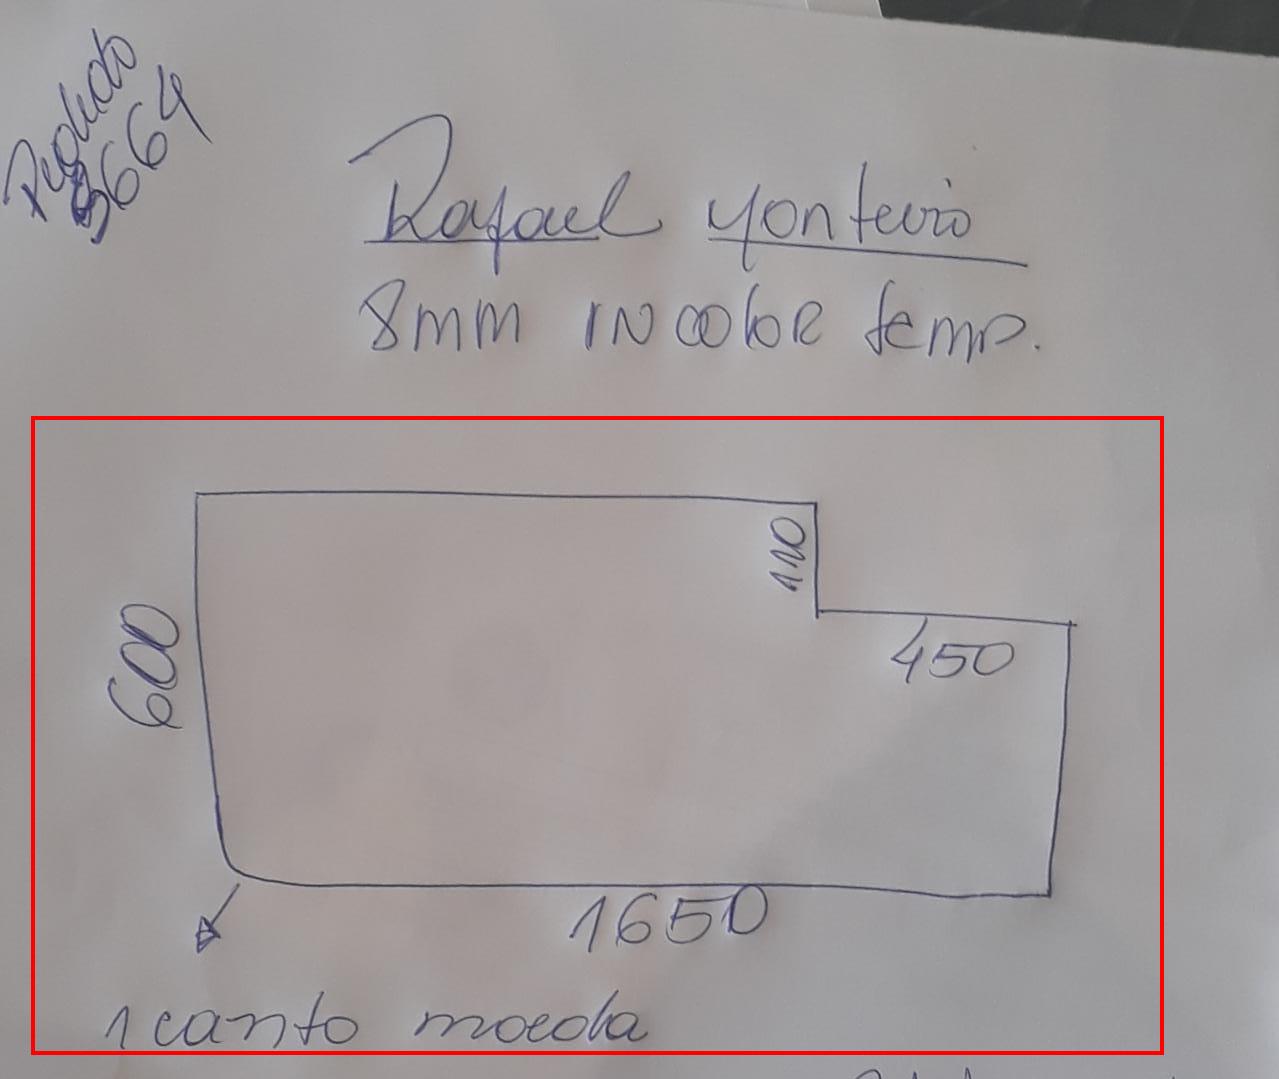 Pedido
3664
Rafael Monteiro
8mm INcoloR temp.
110
600
450
1650
1 canto moeda